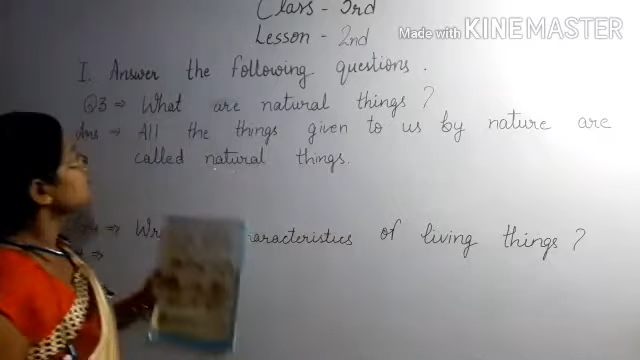 Class - 3rd
Lesson - 2nd
Made with KINEMASTER
I. Answer the following questions.
Q3 ⇒ What are natural things?
Ans ⇒ All the things given to us by nature are
called natural things.
⇒ characteristics of living things?
⇒